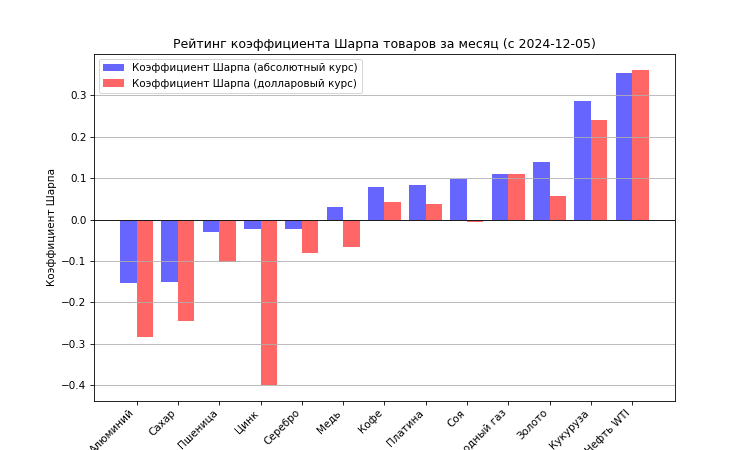 Рейтинг коэффициента Шарпа товаров за месяц (с 2024-12-05)
Коэффициент Шарпа (абсолютный курс)
Коэффициент Шарпа (долларовый курс)
Коэффициент Шарпа
0.3
0.2
0.1
0.0
−0.1
−0.2
−0.3
−0.4
Алюминий
Сахар
Пшеница
Цинк
Серебро
Медь
Кофе
Платина
Соя
одный газ
Золото
Кукуруза
Нефть WTI